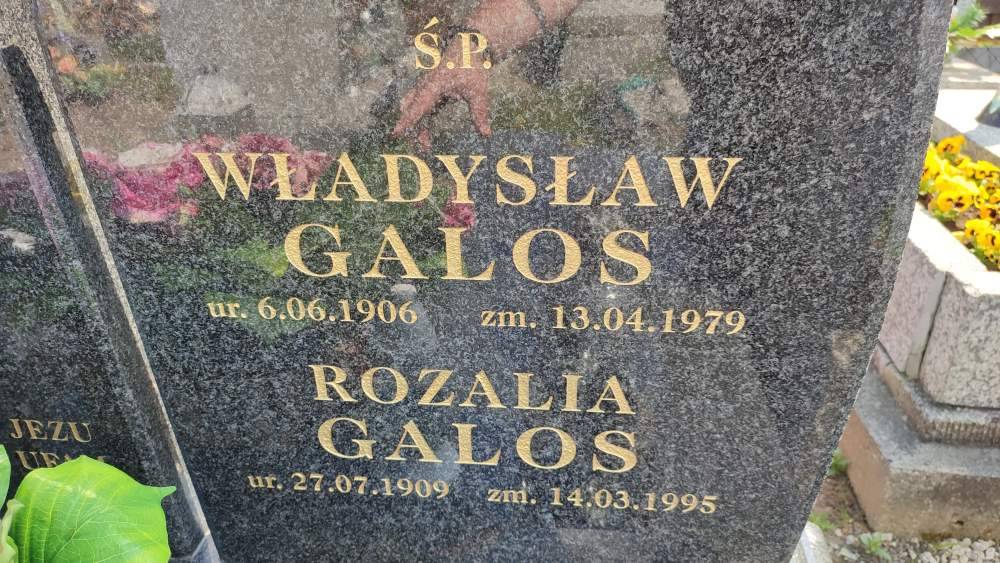 Ś.P.
WŁADYSŁAW
GALOS
ur. 6.06.1906 zm. 13.04.1979
ROZALIA
GALOS
ur. 27.07.1909 zm. 14.03.1995
JEZU